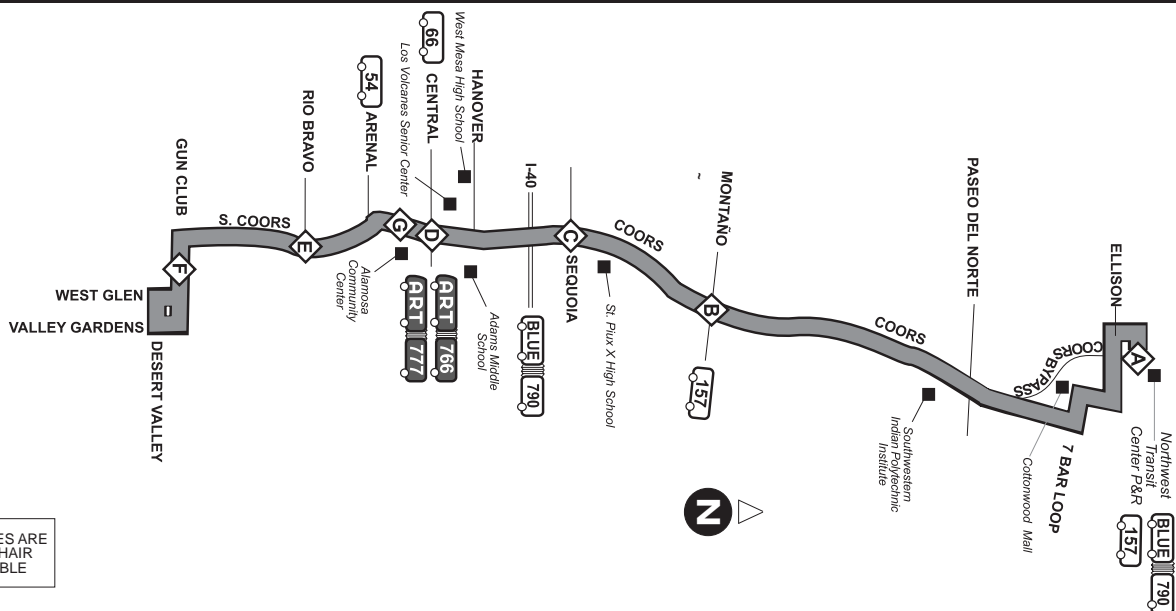 West Mesa High School
66
Los Volcanes Senior Center
CENTRAL
HANOVER
54
ARENAL
RIO BRAVO
GUN CLUB
S. COORS
I-40
G
D
C
SEQUOIA
COORS
MONTAÑO
~
B
157
E
F
Alamosa
Community
Center
ART 777
ART 766
Adams Middle
School
BLUE 790
St. Piux X High School
WEST GLEN
VALLEY GARDENS
DESERT VALLEY
COORS
PASEO DEL NORTE
Southwestern
Indian Polytechnic
Institute
ELLISON
A
COORS BYPASS
7 BAR LOOP
Cottonwood Mall
Northwest
Transit
Center P&R
BLUE 790
157
N
ES ARE
HAIR
BLE